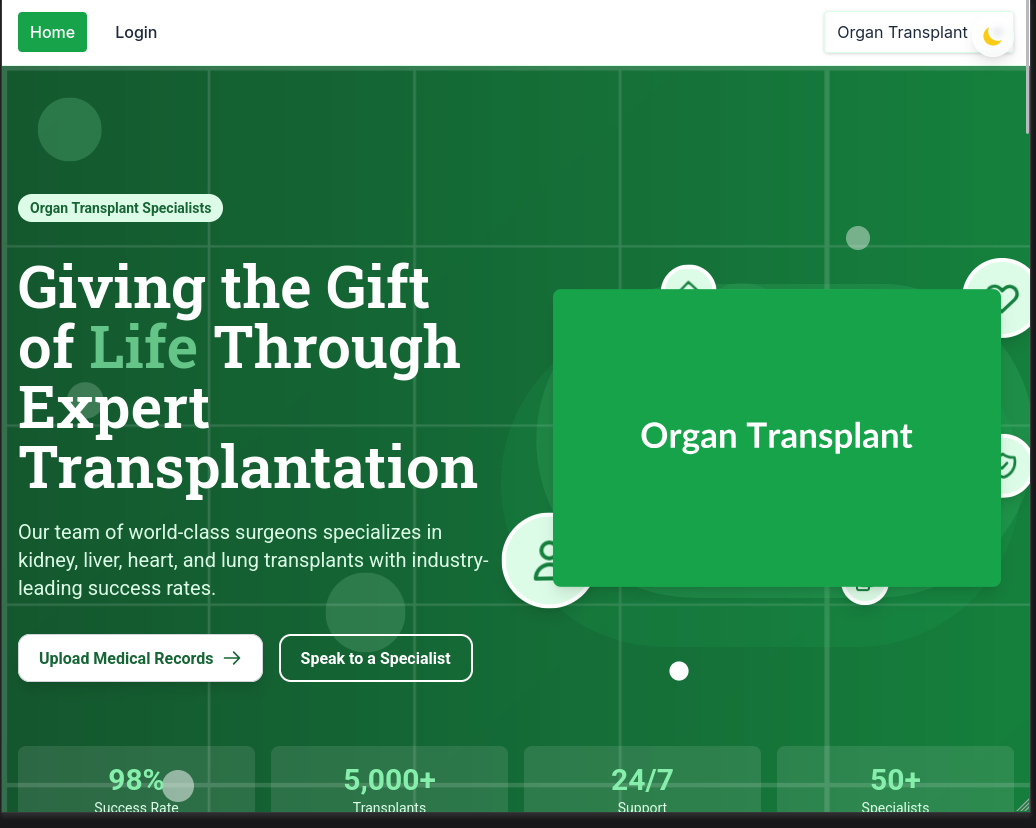 Home
Login
Organ Transplant
Organ Transplant Specialists
Giving the Gift
of Life Through
Expert
Transplantation
Our team of world-class surgeons specializes in
kidney, liver, heart, and lung transplants with industry-
leading success rates.
Upload Medical Records
Speak to a Specialist
Organ Transplant
98%
Success Rate
5,000+
Transplants
24/7
Support
50+
Specialists